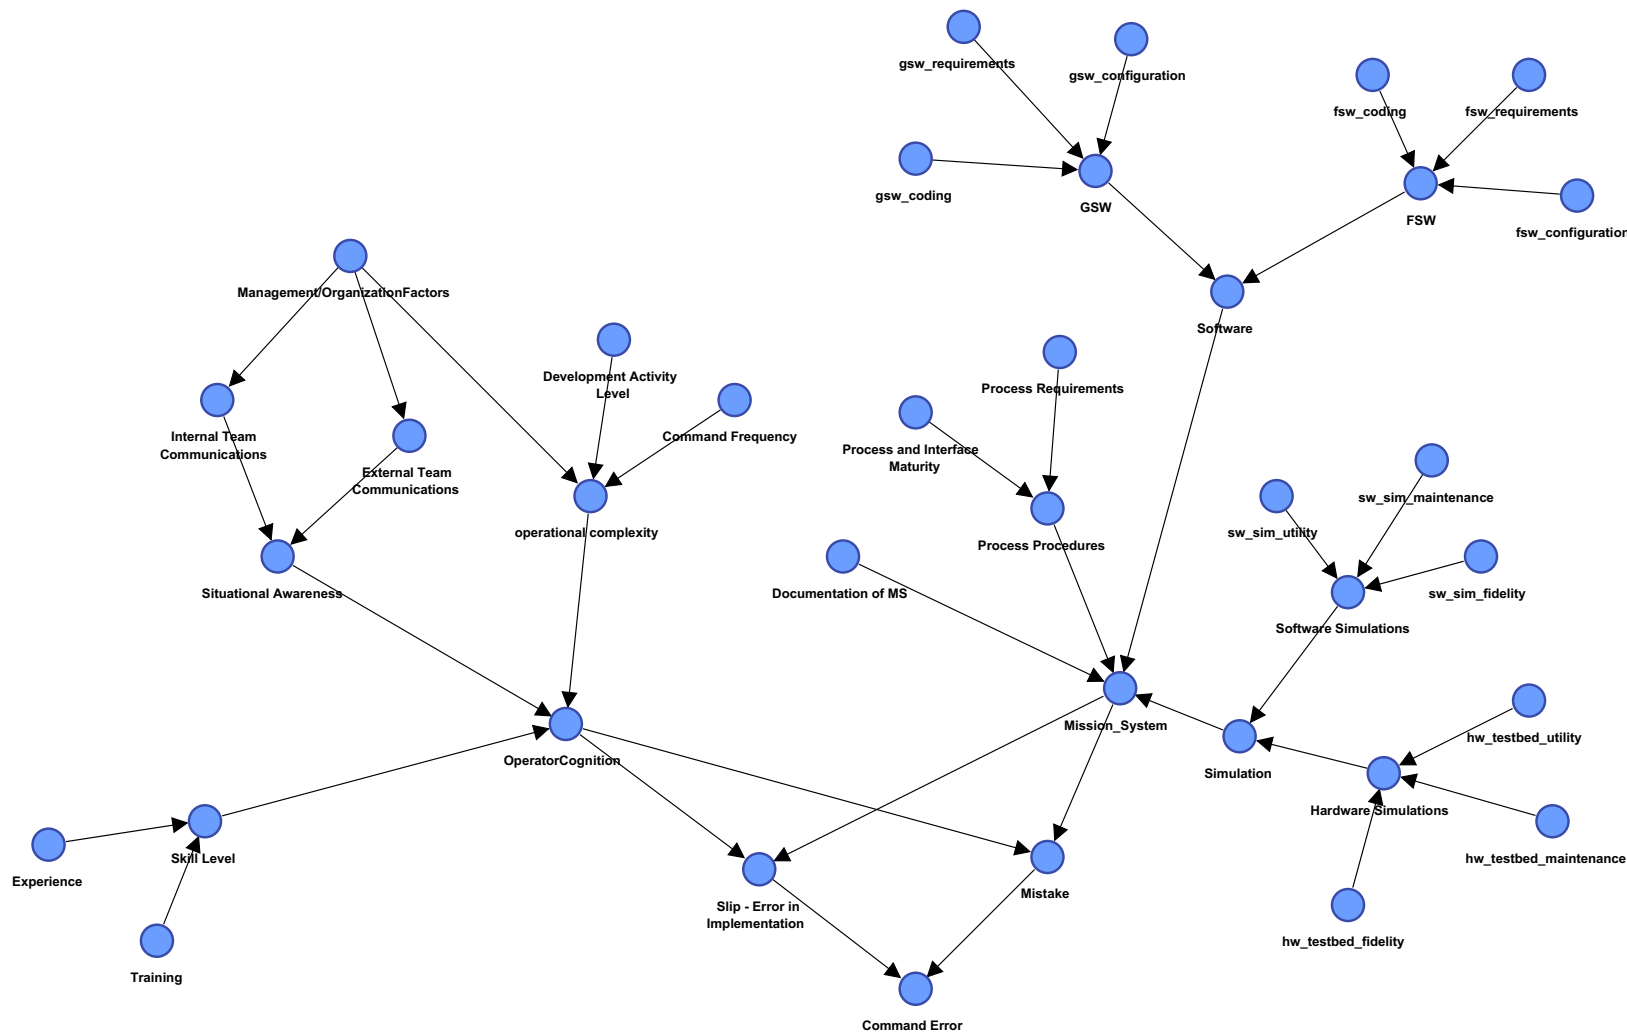 gsw_requirements
gsw_configuration
fsw_coding
fsw_requirements
gsw_coding
GSW
FSW
fsw_configuration
Management/OrganizationFactors
Software
Development Activity
Level
Process Requirements
Internal Team
Communications
Command Frequency
External Team
Communications
Process and Interface
Maturity
sw_sim_maintenance
operational complexity
Process Procedures
sw_sim_utility
Situational Awareness
Documentation of MS
sw_sim_fidelity
Software Simulations
Mission_System
hw_testbed_utility
OperatorCognition
Simulation
Hardware Simulations
Skill Level
hw_testbed_maintenance
Experience
Mistake
Slip - Error in
Implementation
hw_testbed_fidelity
Training
Command Error